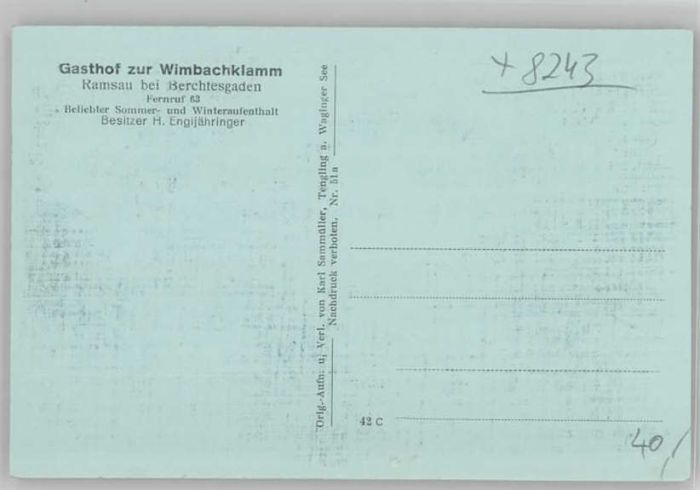 Gasthof zur Wimbachklamm
Ramsau bei Berchtesgaden
Fernruf 63
Beliebter Sommer- und Winteraufenthalt
Besitzer H. Engljähringer
Orig.-Aufn. u. Verl. von Karl Sammüller, Tengling a. Waginger See
Nachdruck verboten. Nr. 51a
+ 8243
42 C
40,